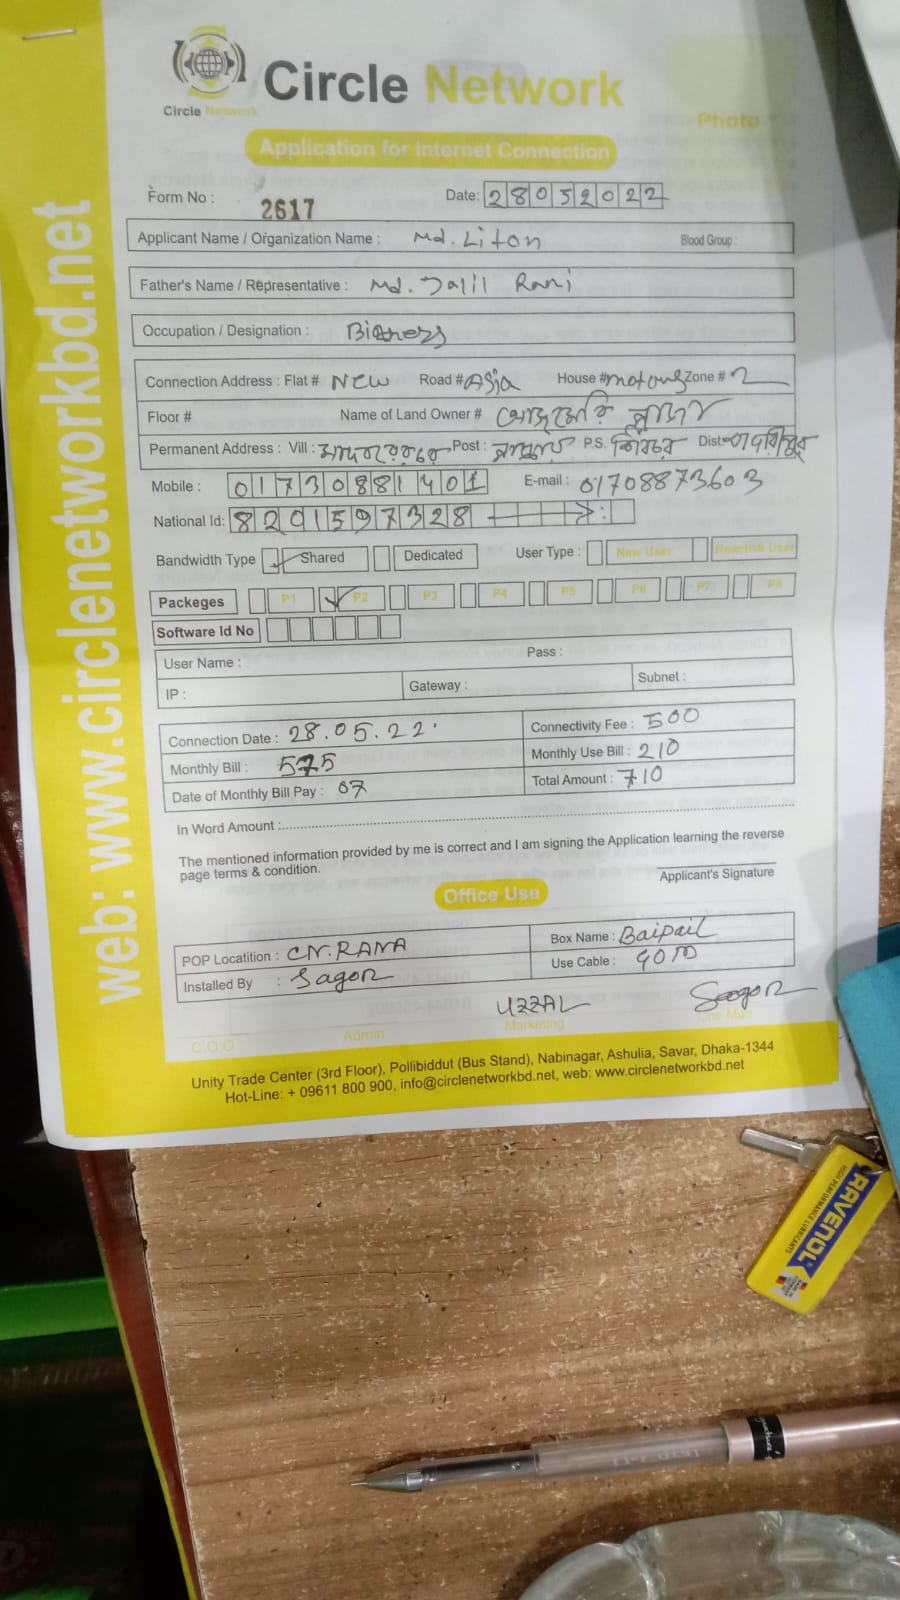 Circle Network
Circle Network
Photo
Application for Internet Connection
web: www.circlenetworkbd.net
Form No : 2617 Date: 28052022
Applicant Name / Organization Name : Md. Liton Blood Group :
Father's Name / Representative : Md. Jalil Rani
Occupation / Designation :
Connection Address : Flat # New Road # Asia House # Zone # 2
Floor # Name of Land Owner #
Permanent Address : Vill : Post : P.S. শিবচর Dist= মাদারীপুর
Mobile : 01730881401 E-mail : 01708873603
National Id: 8201597328
Bandwidth Type Shared Dedicated User Type : New User Reactive User
Packeges P1 P2 P3 P4 P5 P6 P7 P8
Software Id No
User Name : Pass :
IP : Gateway : Subnet :
Connection Date : 28.05.22. Connectivity Fee : 500
Monthly Bill : 575 Monthly Use Bill : 210
Date of Monthly Bill Pay : 07 Total Amount : 710
In Word Amount :
The mentioned information provided by me is correct and I am signing the Application learning the reverse
page terms & condition.
Applicant's Signature
Office Use
POP Locatition : CN.RANA Box Name : Baipail
Installed By : Sagor Use Cable : 90 m
UZZAL Sagor
C.O.O Admin Marketing Line Man
Unity Trade Center (3rd Floor), Pollibiddut (Bus Stand), Nabinagar, Ashulia, Savar, Dhaka-1344
Hot-Line: + 09611 800 900, info@circlenetworkbd.net, web: www.circlenetworkbd.net
RAVENOL
HIGH PERFORMANCE LUBRICANTS